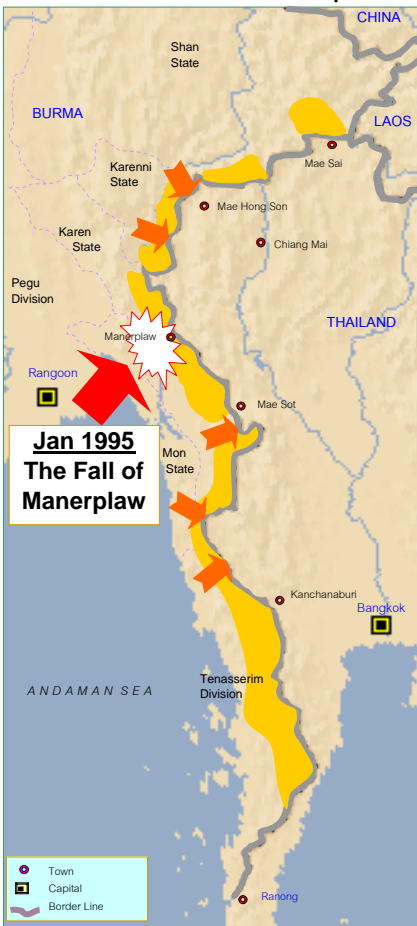 CHINA
Shan
State
BURMA
LAOS
Mae Sai
Karenni
State
Mae Hong Son
Karen
State
Chiang Mai
Pegu
Division
THAILAND
Manerplaw
Rangoon
Mae Sot
Jan 1995
The Fall of
Manerplaw
Mon
State
Kanchanaburi
Bangkok
Tenasserim
Division
ANDAMAN SEA
Town
Capital
Border Line
Ranong